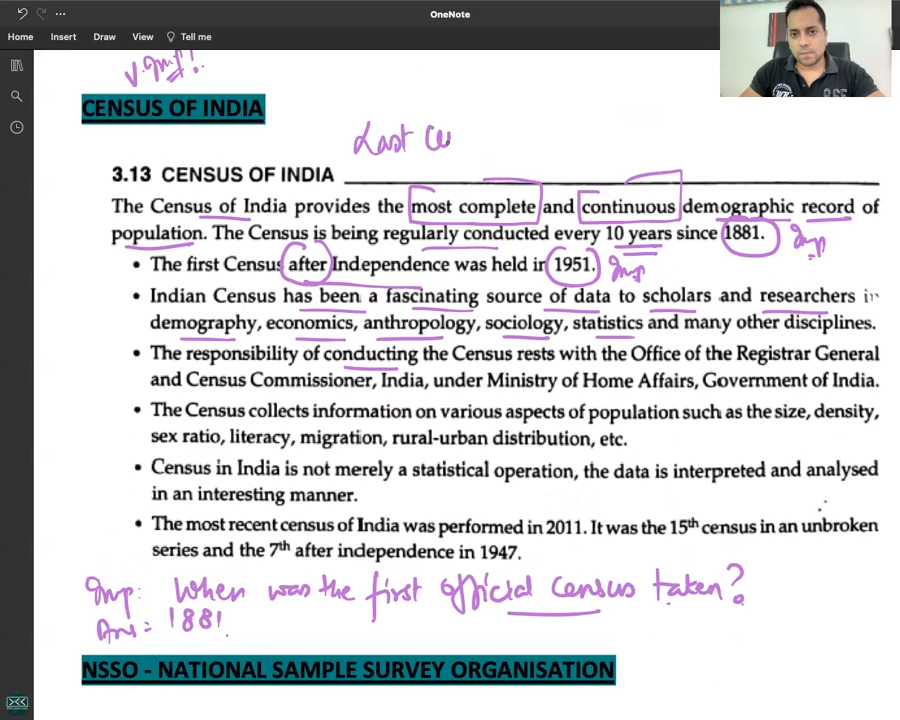 OneNote
Home Insert Draw View Tell me
V. Imp!.
CENSUS OF INDIA
Last Ce
3.13 CENSUS OF INDIA
The Census of India provides the most complete and continuous demographic record of
population. The Census is being regularly conducted every 10 years since 1881. Imp
• The first Census after Independence was held in 1951. Imp
• Indian Census has been a fascinating source of data to scholars and researchers in
demography, economics, anthropology, sociology, statistics and many other disciplines.
• The responsibility of conducting the Census rests with the Office of the Registrar General
and Census Commissioner, India, under Ministry of Home Affairs, Government of India.
• The Census collects information on various aspects of population such as the size, density,
sex ratio, literacy, migration, rural-urban distribution, etc.
• Census in India is not merely a statistical operation, the data is interpreted and analysed
in an interesting manner.
• The most recent census of India was performed in 2011. It was the 15th census in an unbroken
series and the 7th after independence in 1947.
Imp: When was the first official census taken?
Ans = 1881.
NSSO - NATIONAL SAMPLE SURVEY ORGANISATION